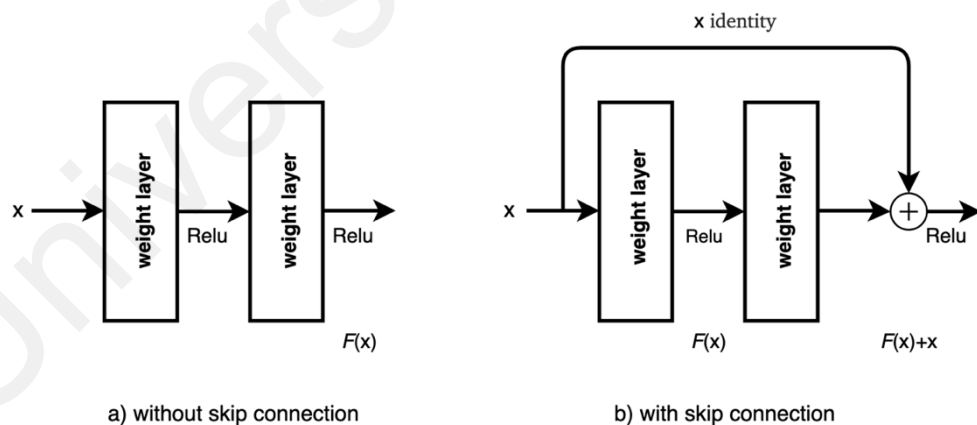 Univers
x identity
x
weight layer
Relu
weight layer
Relu
F(x)
x
weight layer
Relu
weight layer
+
Relu
F(x)
F(x)+x
a) without skip connection
b) with skip connection